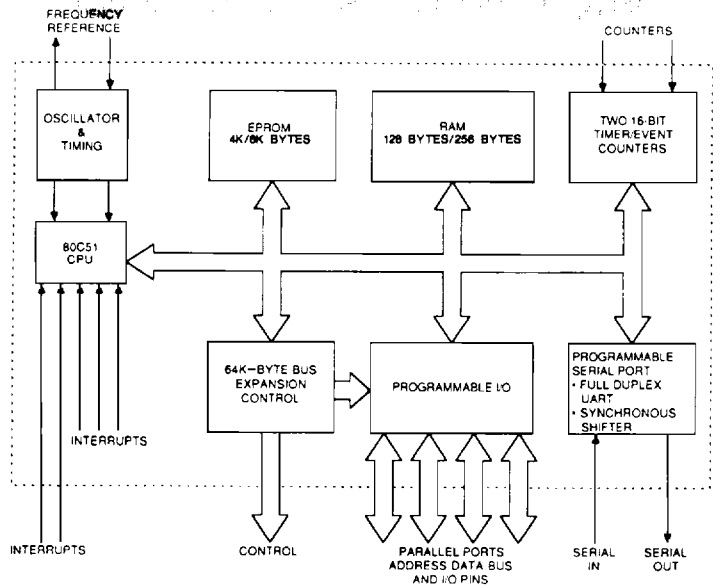 FREQUENCY
REFERENCE
COUNTERS
OSCILLATOR
&
TIMING
EPROM
4K/8K BYTES
RAM
128 BYTES/256 BYTES
TWO 16-BIT
TIMER/EVENT
COUNTERS
80C51
CPU
64K-BYTE BUS
EXPANSION
CONTROL
PROGRAMMABLE I/O
PROGRAMMABLE
SERIAL PORT
• FULL DUPLEX
UART
• SYNCHRONOUS
SHIFTER
INTERRUPTS
INTERRUPTS
CONTROL
PARALLEL PORTS
ADDRESS DATA BUS
AND I/O PINS
SERIAL
IN
SERIAL
OUT